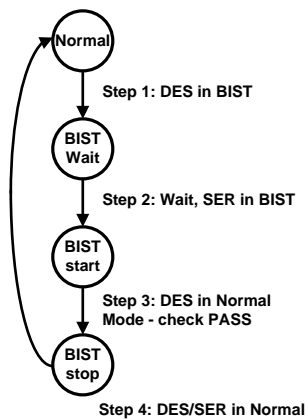 Normal
Step 1: DES in BIST
BIST
Wait
Step 2: Wait, SER in BIST
BIST
start
Step 3: DES in Normal
Mode - check PASS
BIST
stop
Step 4: DES/SER in Normal